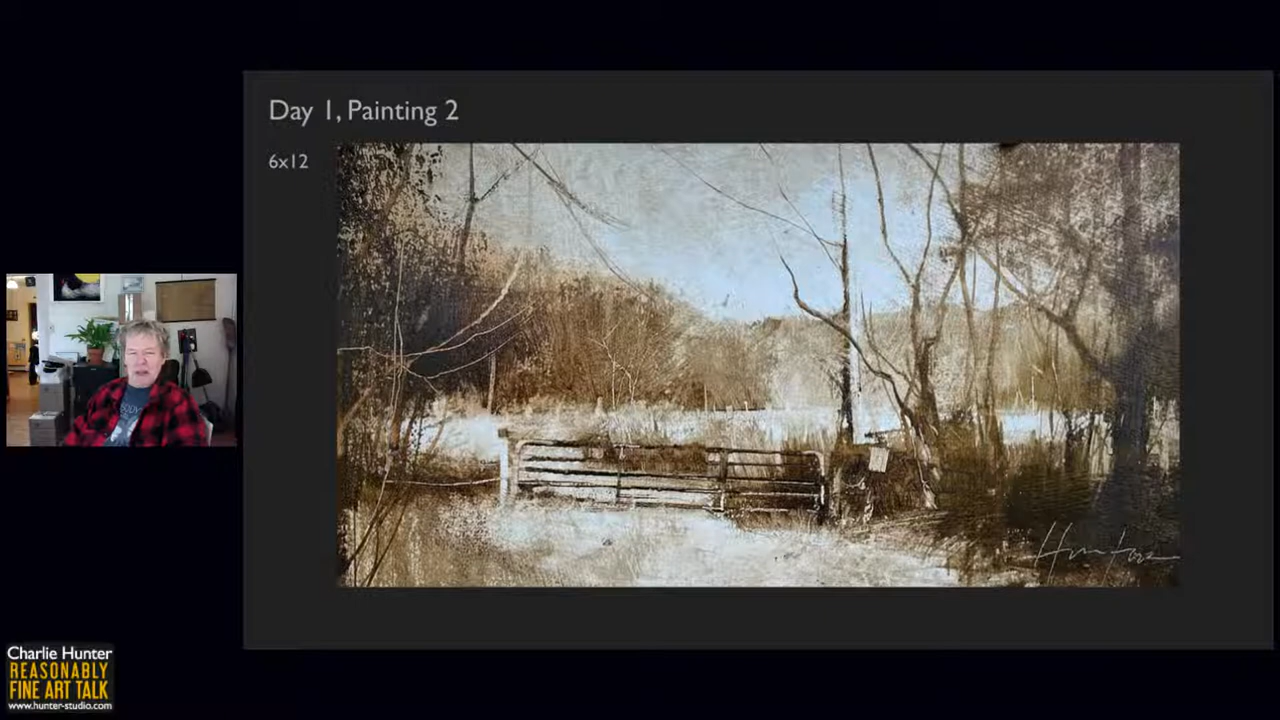 Day 1, Painting 2
6x12
Hunter
Charlie Hunter
REASONABLY
FINE ART TALK
www.hunter-studio.com